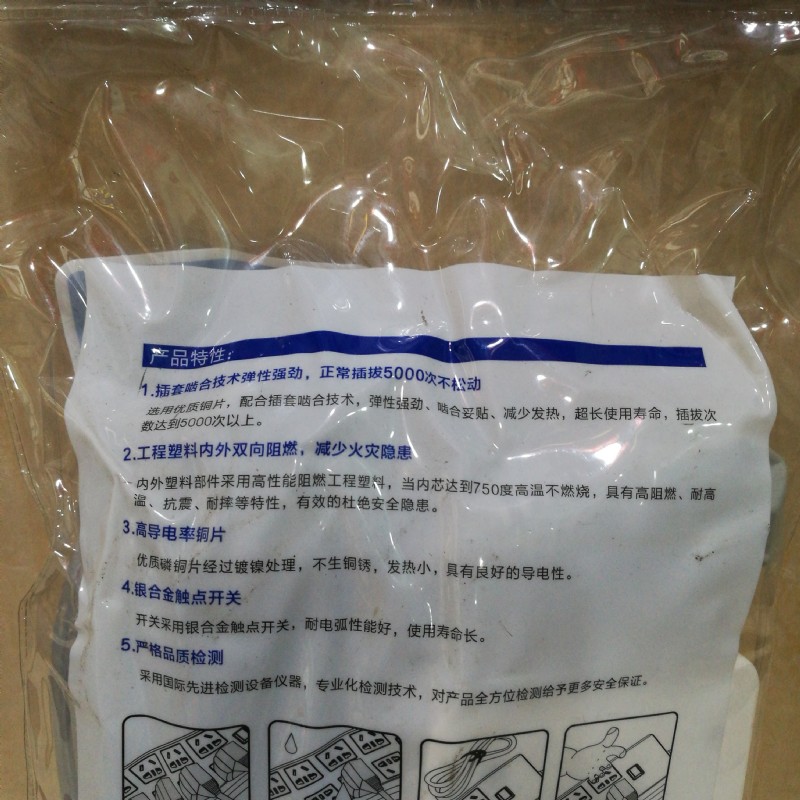 产品特性:
1.插套啮合技术弹性强劲，正常插拔5000次不松动
选用优质铜片，配合插套啮合技术，弹性强劲、啮合妥贴、减少发热，超长使用寿命，插拔次
数达到5000次以上。
2.工程塑料内外双向阻燃，减少火灾隐患
内外塑料部件采用高性能阻燃工程塑料，当内芯达到750度高温不燃烧，具有高阻燃、耐高
温、抗震、耐摔等特性，有效的杜绝安全隐患。
3.高导电率铜片
优质磷铜片经过镀镍处理，不生铜锈，发热小，具有良好的导电性。
4.银合金触点开关
开关采用银合金触点开关，耐电弧性能好，使用寿命长。
5.严格品质检测
采用国际先进检测设备仪器，专业化检测技术，对产品全方位检测给予更多安全保证。